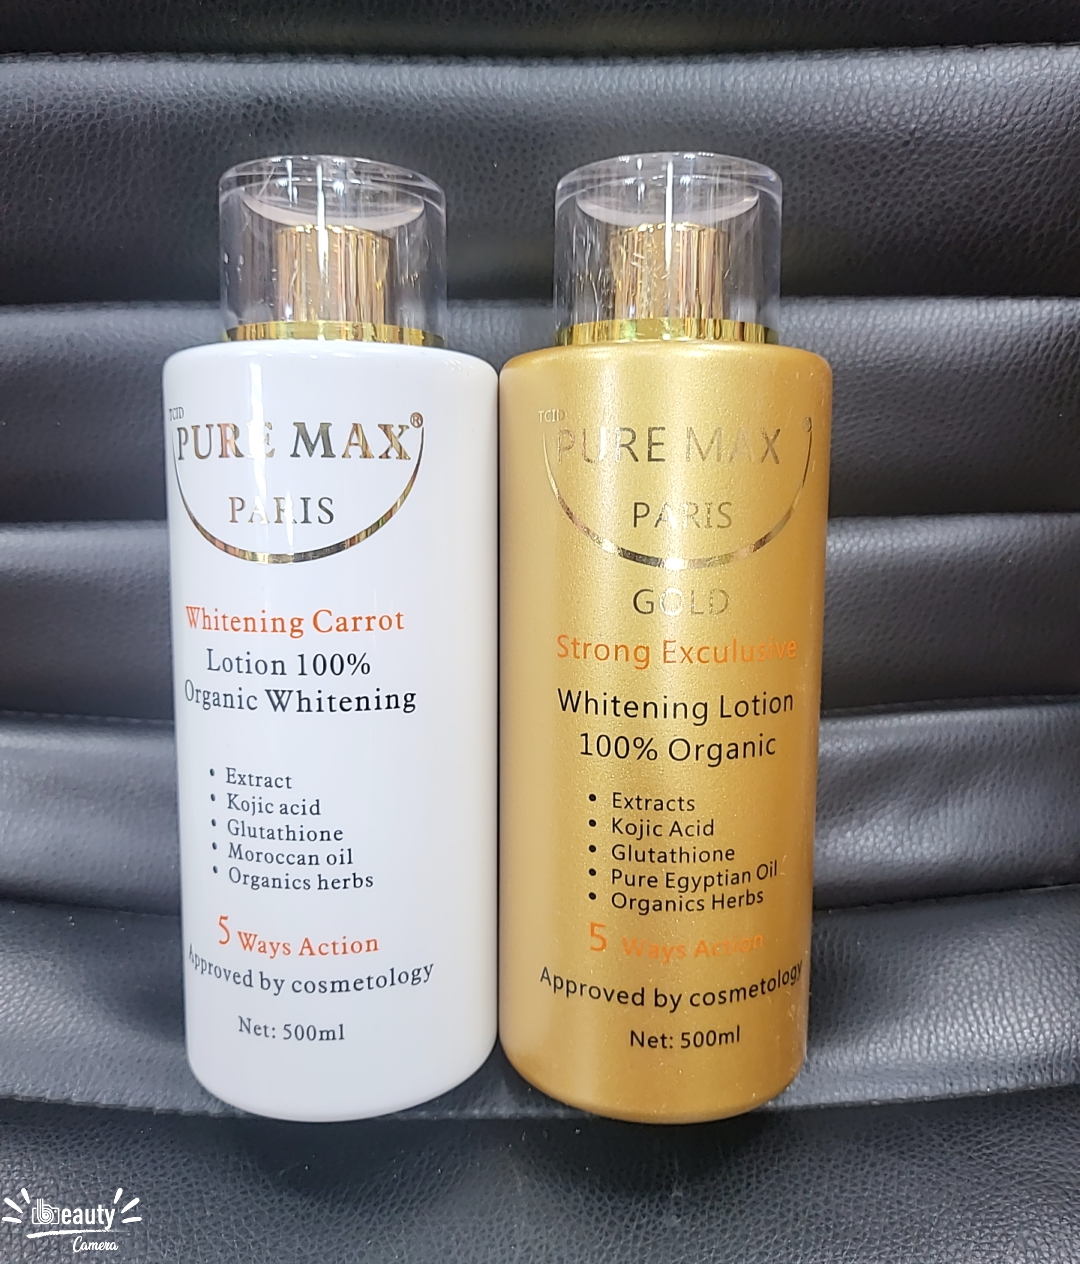 TCID
PURE MAX®
PARIS
Whitening Carrot
Lotion 100%
Organic Whitening
• Extract
• Kojic acid
• Glutathione
• Moroccan oil
• Organics herbs
5 Ways Action
Approved by cosmetology
Net: 500ml
TCID
PURE MAX®
PARIS
GOLD
Strong Exculusive
Whitening Lotion
100% Organic
• Extracts
• Kojic Acid
• Glutathione
• Pure Egyptian Oil
• Organics Herbs
5 Ways Action
Approved by cosmetology
Net: 500ml
beauty
Camera